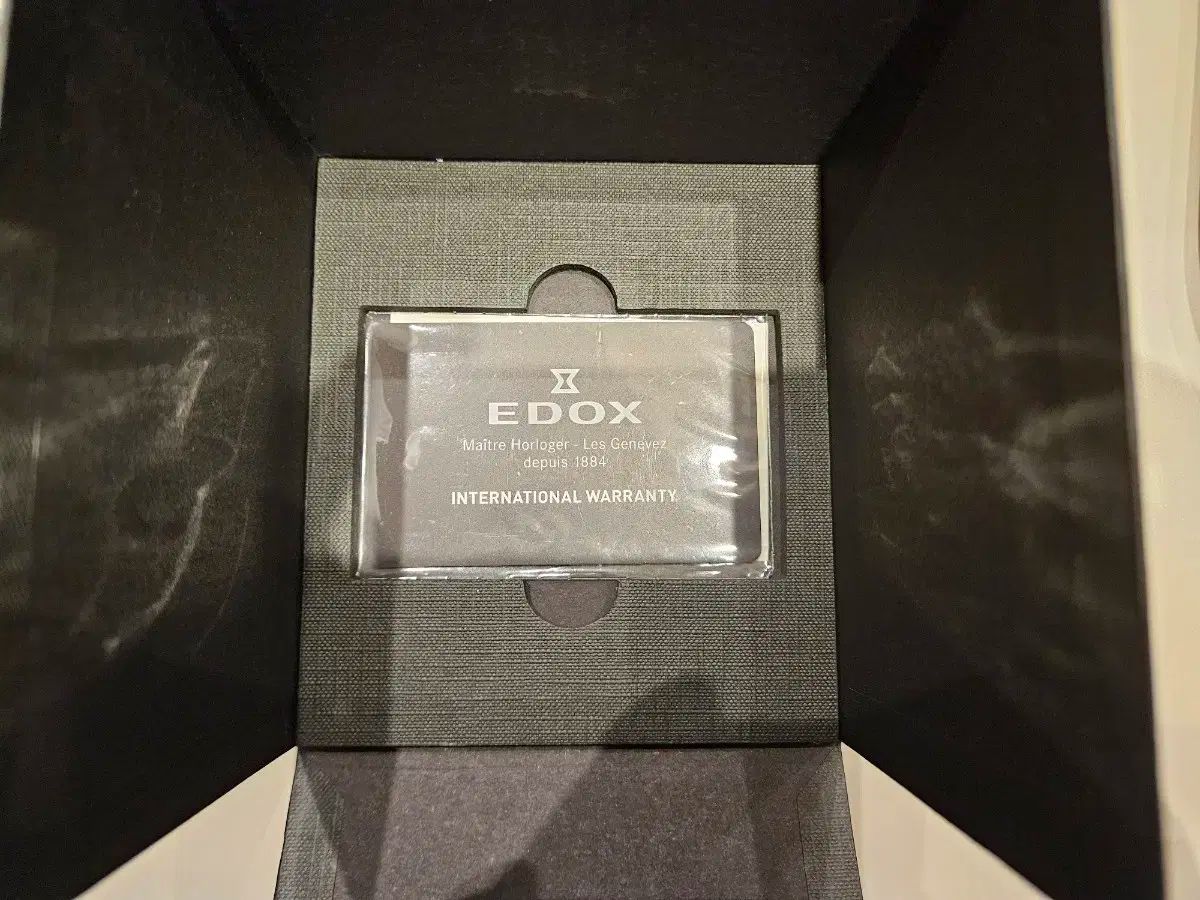 EDOX
Maître Horloger - Les Genevez
depuis 1884
INTERNATIONAL WARRANTY